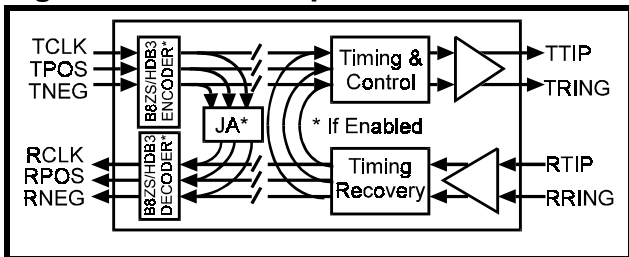 TCLK
TPOS
TNEG
B8ZS/HDB3
ENCODER*
Timing &
Control
TTIP
TRING
JA*
* If Enabled
RCLK
RPOS
RNEG
B8ZS/HDB3
DECODER*
Timing
Recovery
RTIP
RRING